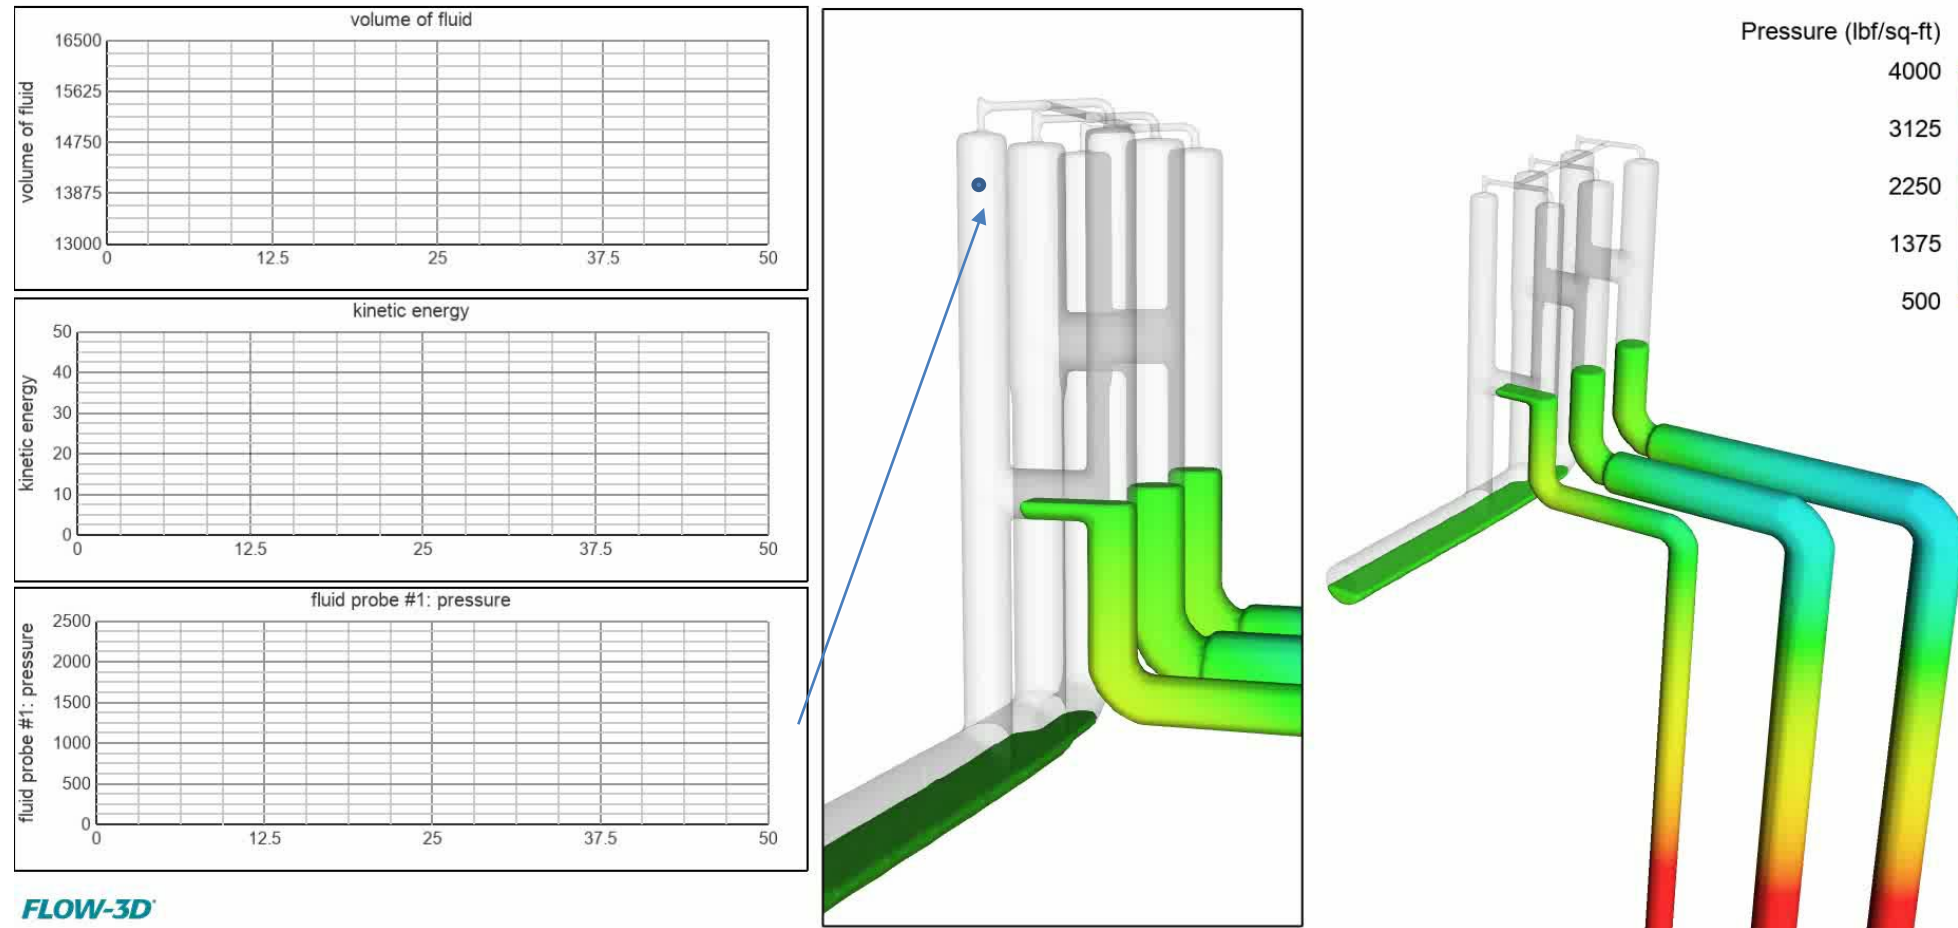 volume of fluid
volume of fluid
16500
15625
14750
13875
13000
0 12.5 25 37.5 50
kinetic energy
kinetic energy
50
40
30
20
10
0
0 12.5 25 37.5 50
fluid probe #1: pressure
fluid probe #1: pressure
2500
2000
1500
1000
500
0
0 12.5 25 37.5 50
FLOW-3D
Pressure (lbf/sq-ft)
4000
3125
2250
1375
500